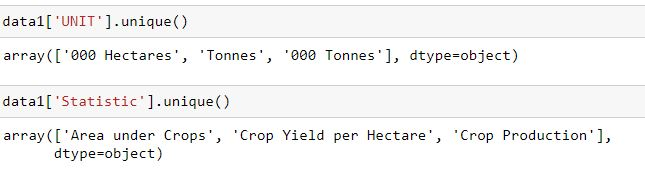 data1['UNIT'].unique()
array(['000 Hectares', 'Tonnes', '000 Tonnes'], dtype=object)
data1['Statistic'].unique()
array(['Area under Crops', 'Crop Yield per Hectare', 'Crop Production'],
dtype=object)